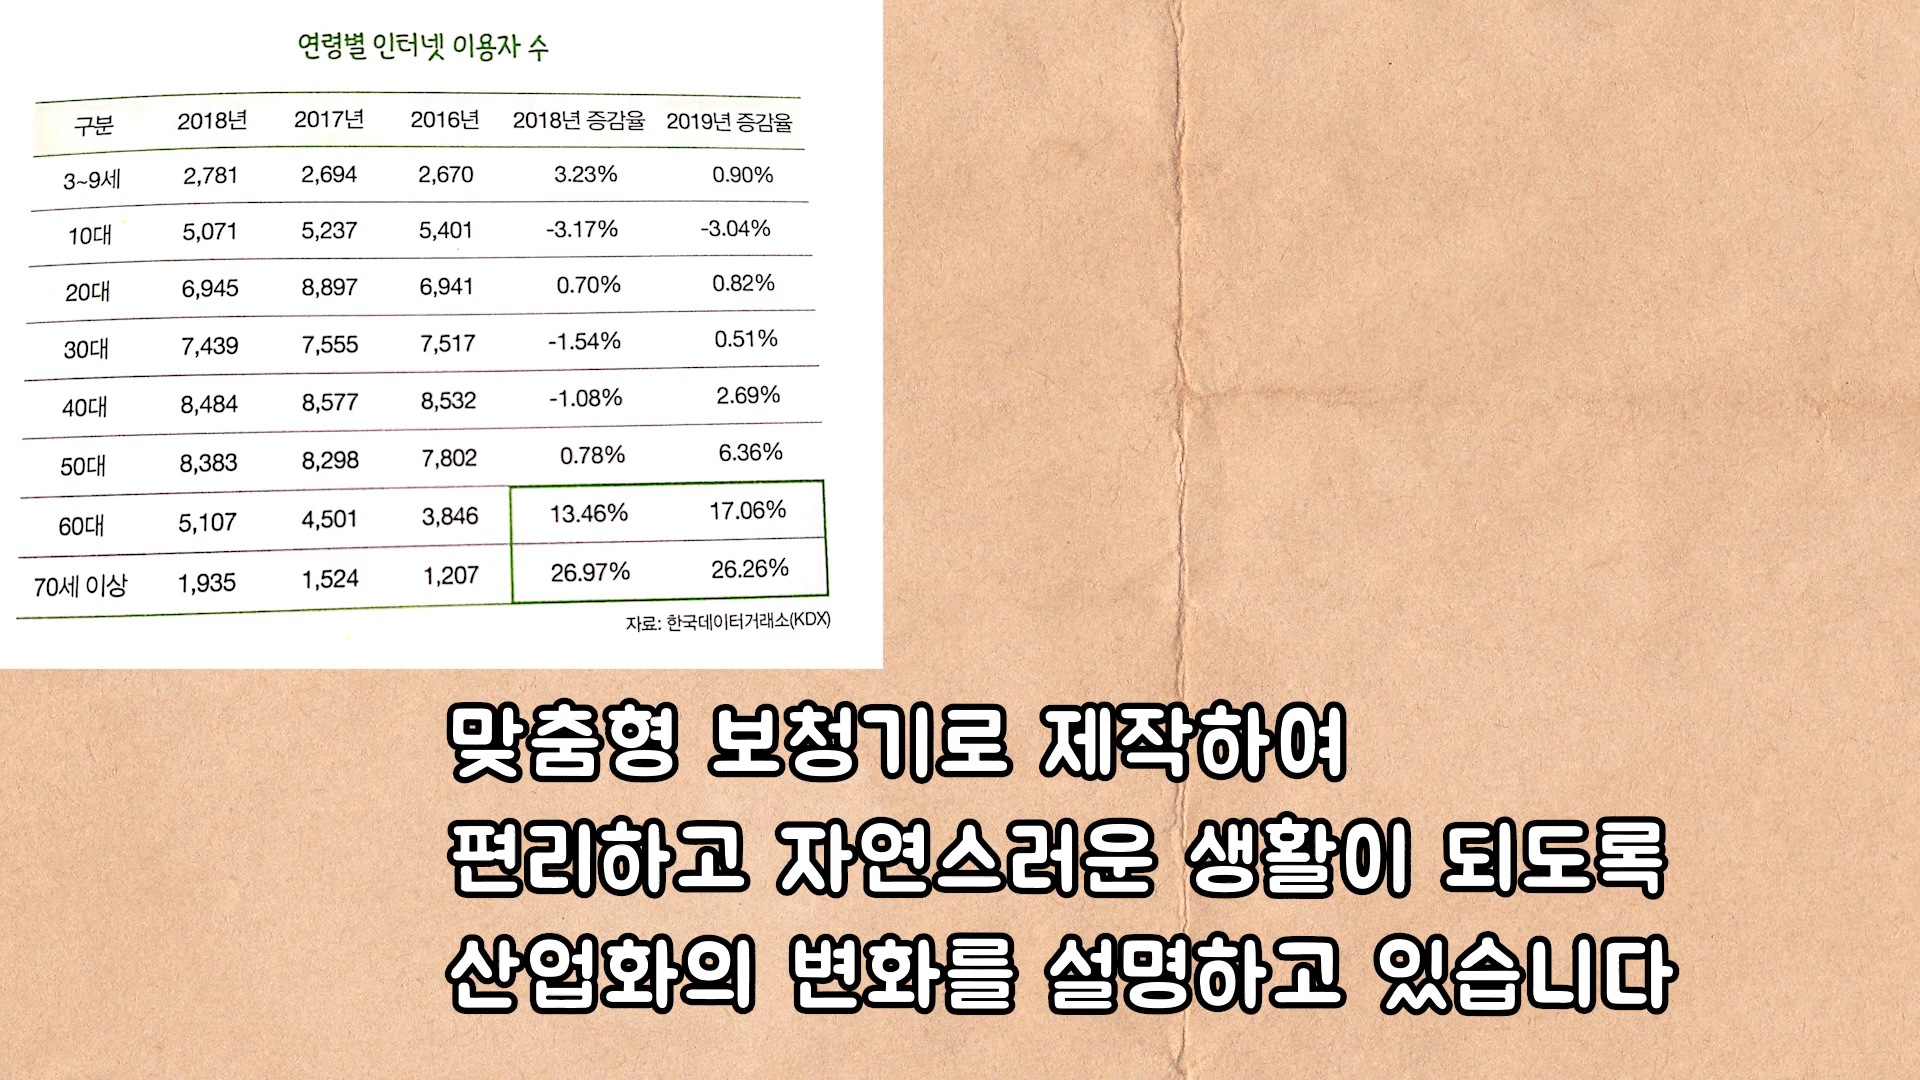 연령별 인터넷 이용자 수
구분 2018년 2017년 2016년 2018년 증감율 2019년 증감율
3~9세 2,781 2,694 2,670 3.23% 0.90%
10대 5,071 5,237 5,401 -3.17% -3.04%
20대 6,945 8,897 6,941 0.70% 0.82%
30대 7,439 7,555 7,517 -1.54% 0.51%
40대 8,484 8,577 8,532 -1.08% 2.69%
50대 8,383 8,298 7,802 0.78% 6.36%
60대 5,107 4,501 3,846 13.46% 17.06%
70세 이상 1,935 1,524 1,207 26.97% 26.26%
자료: 한국데이터거래소(KDX)
맞춤형 보청기로 제작하여
편리하고 자연스러운 생활이 되도록
산업화의 변화를 설명하고 있습니다